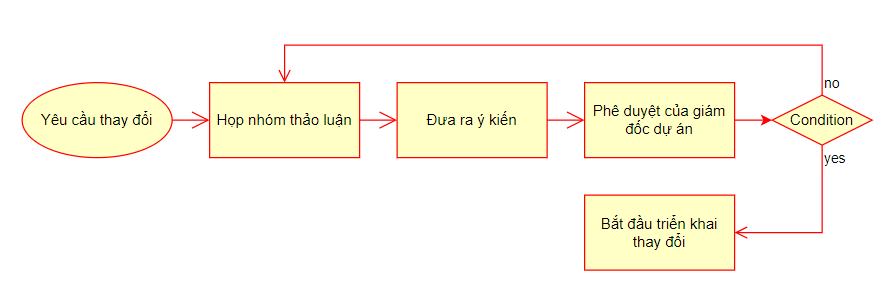 Yêu cầu thay đổi
Họp nhóm thảo luận
Đưa ra ý kiến
Phê duyệt của giám
đốc dự án
no
Condition
yes
Bắt đầu triển khai
thay đổi